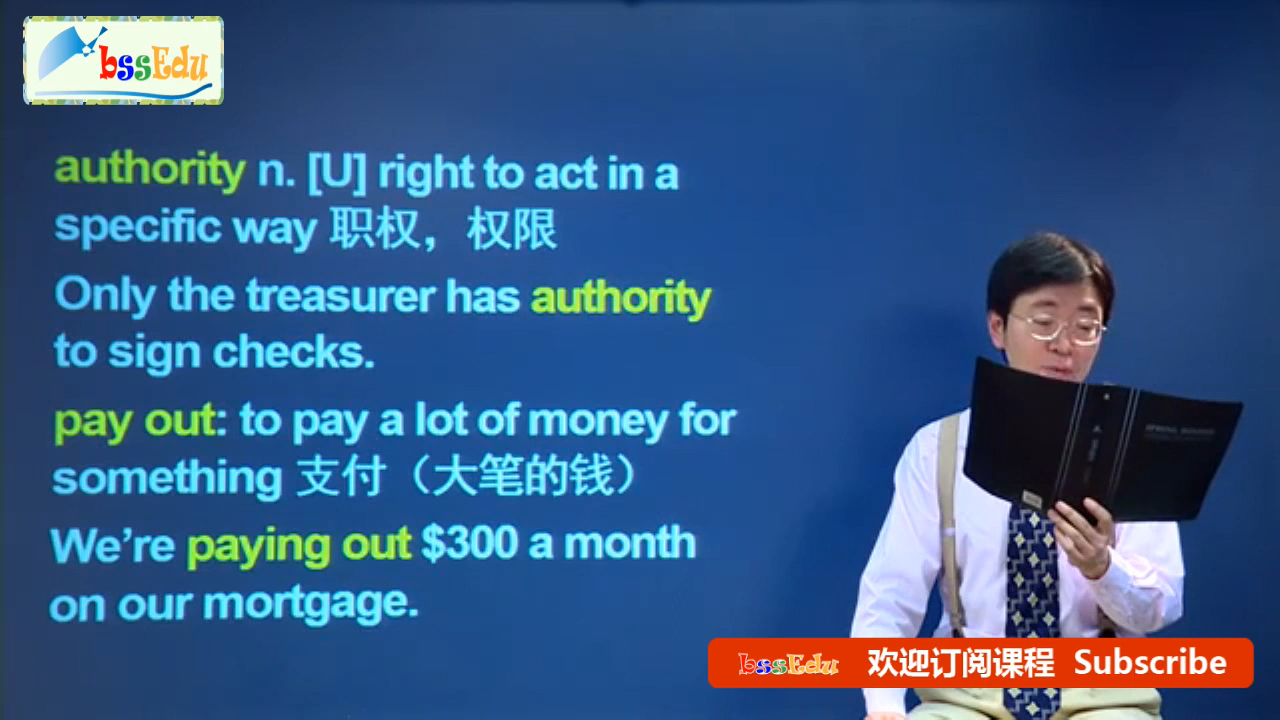 bssEdu
authority n. [U] right to act in a
specific way 职权，权限
Only the treasurer has authority
to sign checks.
pay out: to pay a lot of money for
something 支付（大笔的钱）
We’re paying out $300 a month
on our mortgage.
bssEdu 欢迎订阅课程 Subscribe